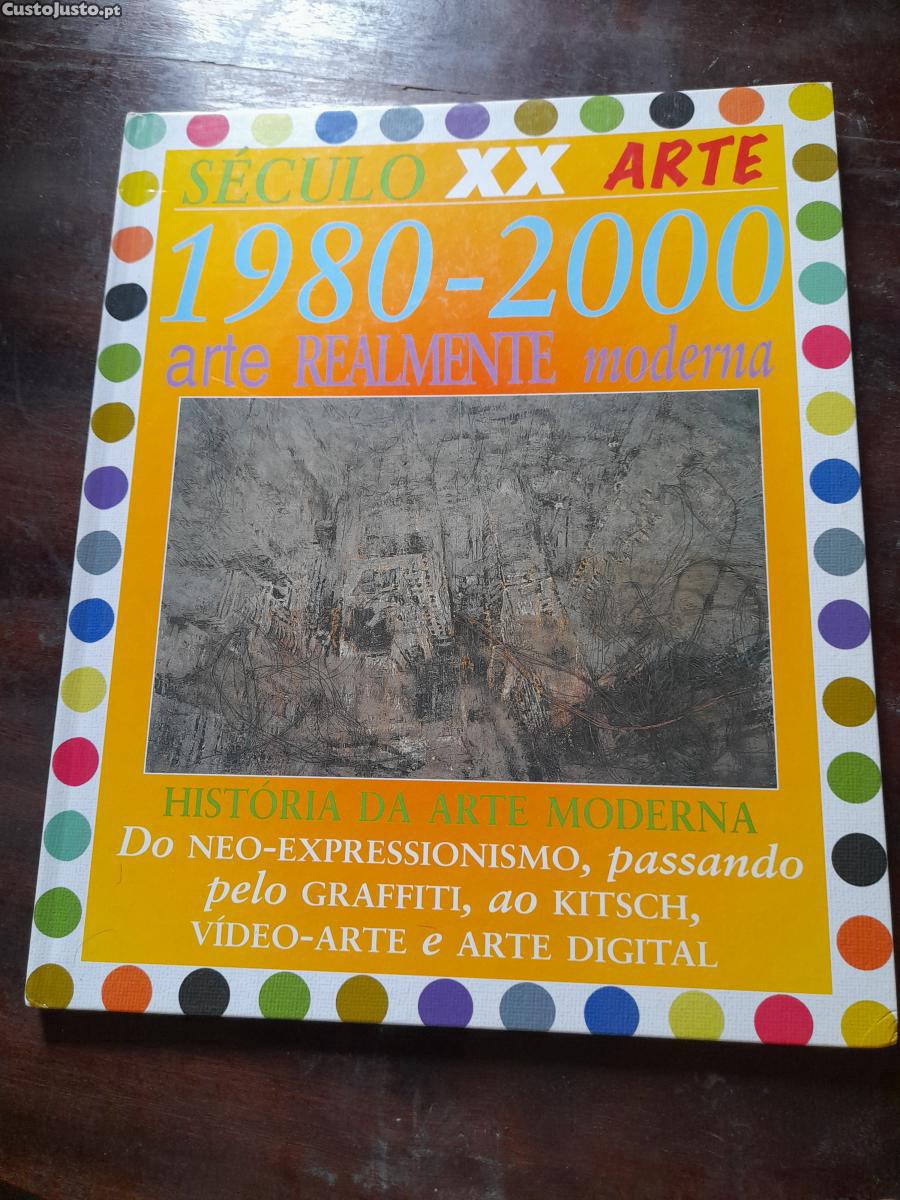 CustoJusto.pt
SÉCULO XX ARTE
1980-2000
arte REALMENTE moderna
HISTÓRIA DA ARTE MODERNA
Do NEO-EXPRESSIONISMO, passando
pelo GRAFFITI, ao KITSCH,
VÍDEO-ARTE e ARTE DIGITAL